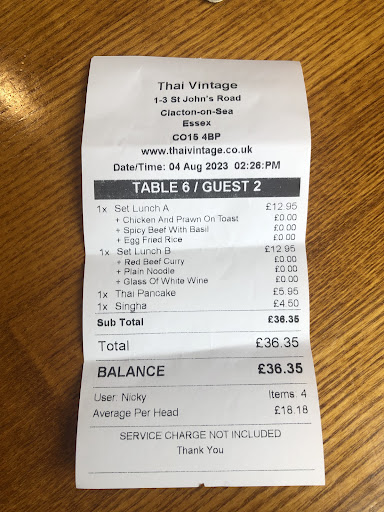 Thai Vintage
1-3 St John's Road
Clacton-on-Sea
Essex
CO15 4BP
www.thaivintage.co.uk
Date/Time: 04 Aug 2023 02:26:PM
TABLE 6 / GUEST 2
1x Set Lunch A £12.95
+ Chicken And Prawn On Toast £0.00
+ Spicy Beef With Basil £0.00
+ Egg Fried Rice £0.00
1x Set Lunch B £12.95
+ Red Beef Curry £0.00
+ Plain Noodle £0.00
+ Glass Of White Wine £0.00
1x Thai Pancake £5.95
1x Singha £4.50
Sub Total £36.35
Total £36.35
BALANCE £36.35
User: Nicky Items: 4
Average Per Head £18.18
SERVICE CHARGE NOT INCLUDED
Thank You